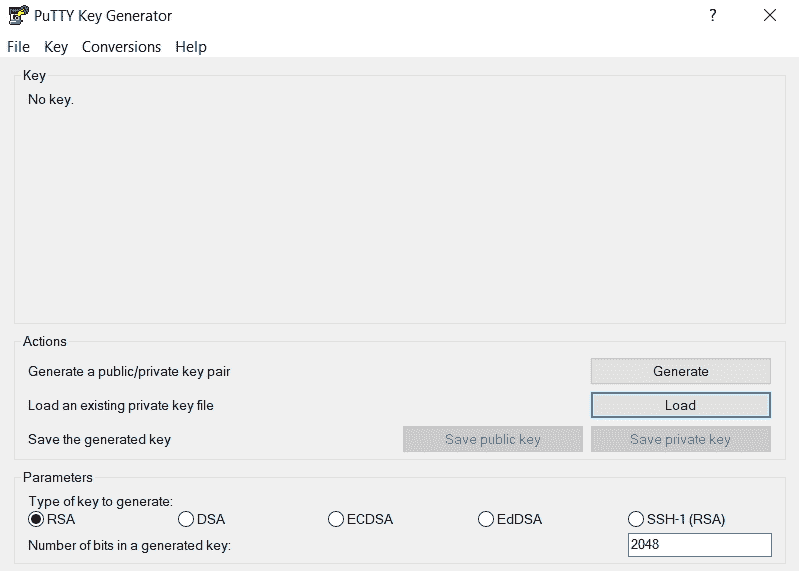 PuTTY Key Generator
?
File Key Conversions Help
Key
No key.
Actions
Generate a public/private key pair
Generate
Load an existing private key file
Load
Save the generated key
Save public key
Save private key
Parameters
Type of key to generate:
RSA DSA ECDSA EdDSA SSH-1 (RSA)
Number of bits in a generated key:
2048